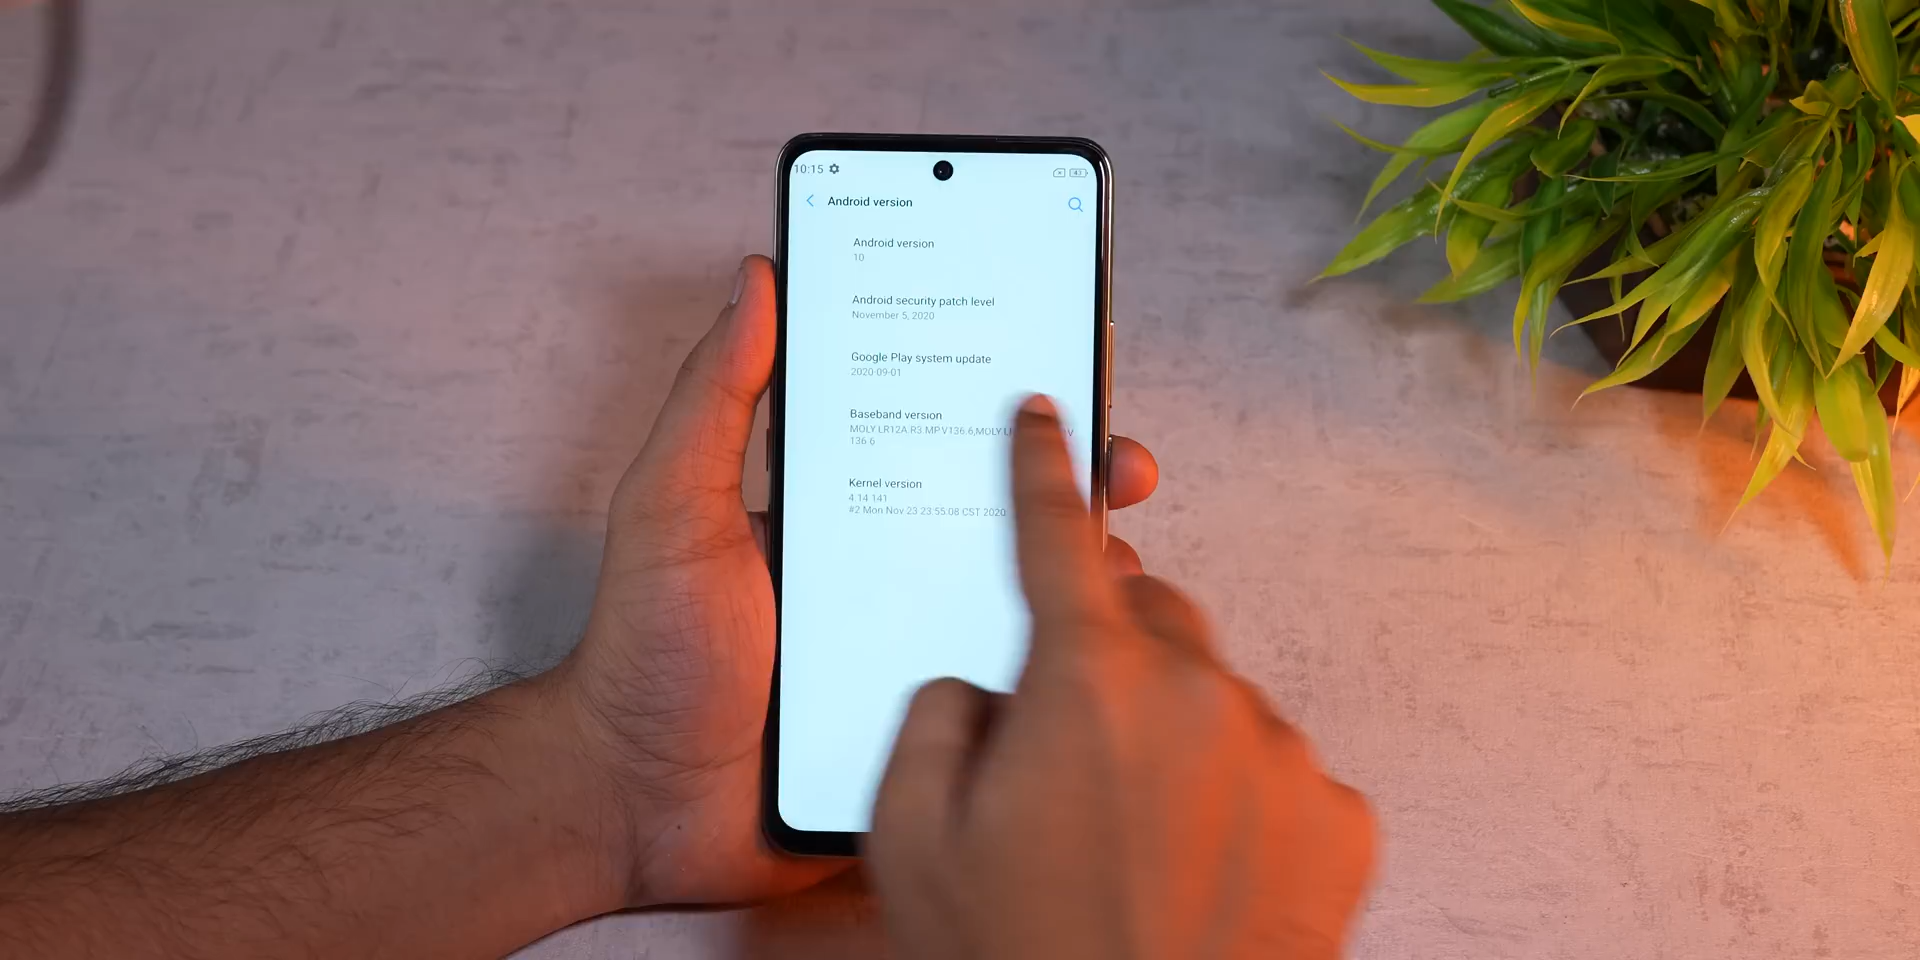 10:15
Android version
Android version
10
Android security patch level
November 5, 2020
Google Play system update
2020-09-01
Baseband version
MOLY.LR12A.R3.MP.V136.6,MOLY.L
136.6
Kernel version
4.14.141
#2 Mon Nov 23 23:55:08 CST 2020